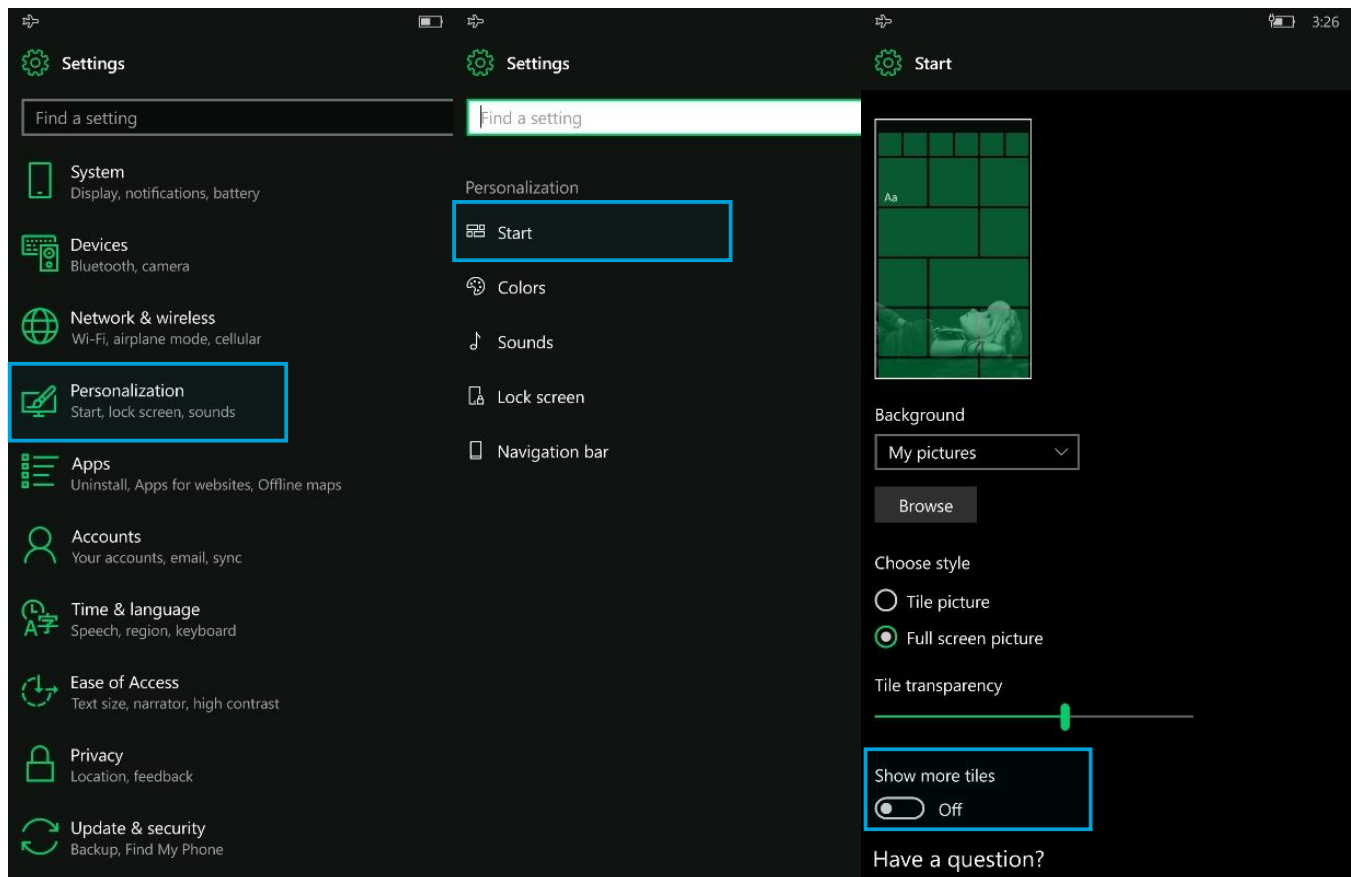 Settings
Find a setting
System
Display, notifications, battery
Devices
Bluetooth, camera
Network & wireless
Wi-Fi, airplane mode, cellular
Personalization
Start, lock screen, sounds
Apps
Uninstall, Apps for websites, Offline maps
Accounts
Your accounts, email, sync
Time & language
Speech, region, keyboard
Ease of Access
Text size, narrator, high contrast
Privacy
Location, feedback
Update & security
Backup, Find My Phone
Settings
Find a setting
Personalization
Start
Colors
Sounds
Lock screen
Navigation bar
3:26
Start
Aa
Background
My pictures
Browse
Choose style
Tile picture
Full screen picture
Tile transparency
Show more tiles
Off
Have a question?